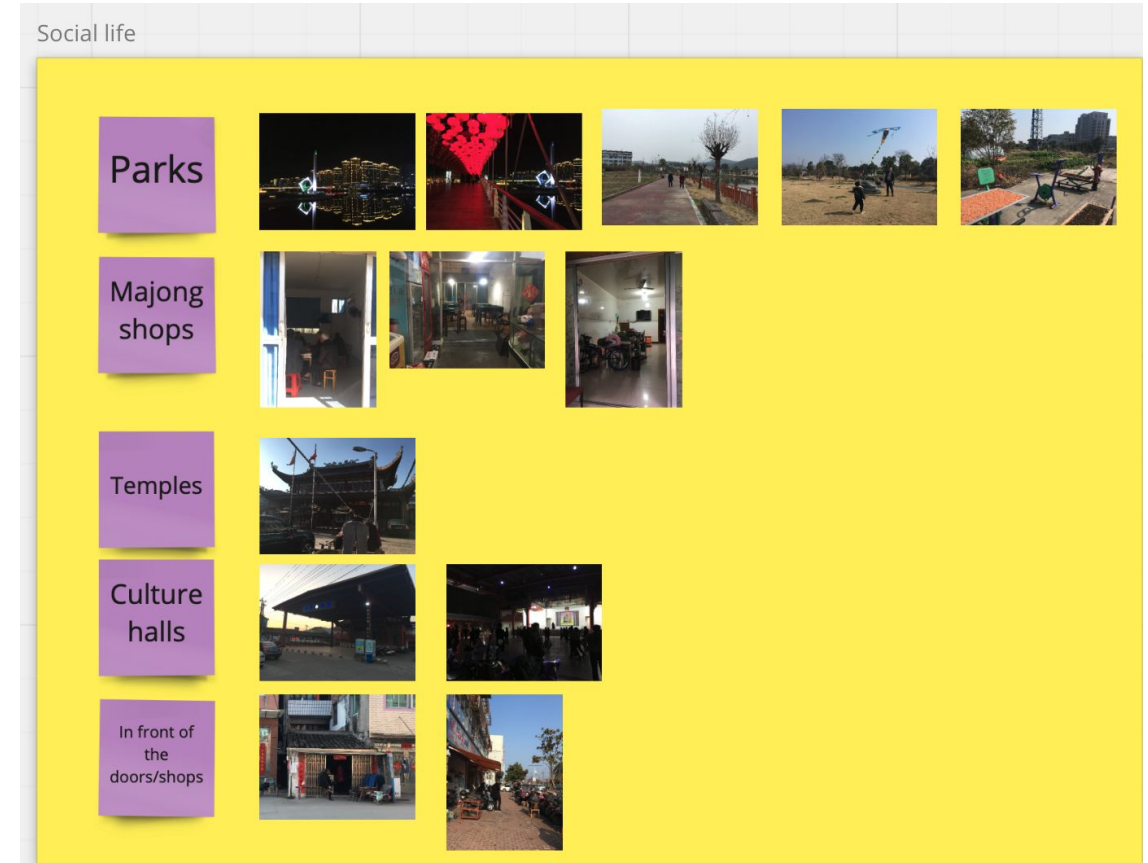 Social life
Parks
Majong
shops
Temples
Culture
halls
In front of
the
doors/shops